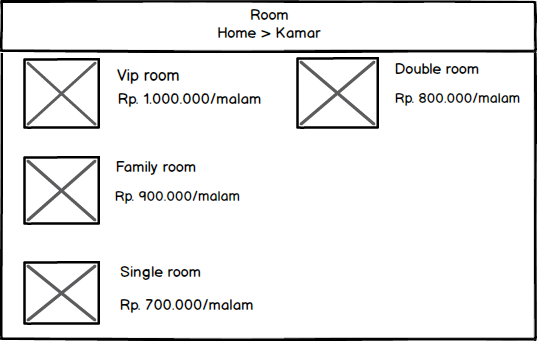 Room
Home > Kamar
Vip room
Rp. 1.000.000/malam
Double room
Rp. 800.000/malam
Family room
Rp. 900.000/malam
Single room
Rp. 700.000/malam